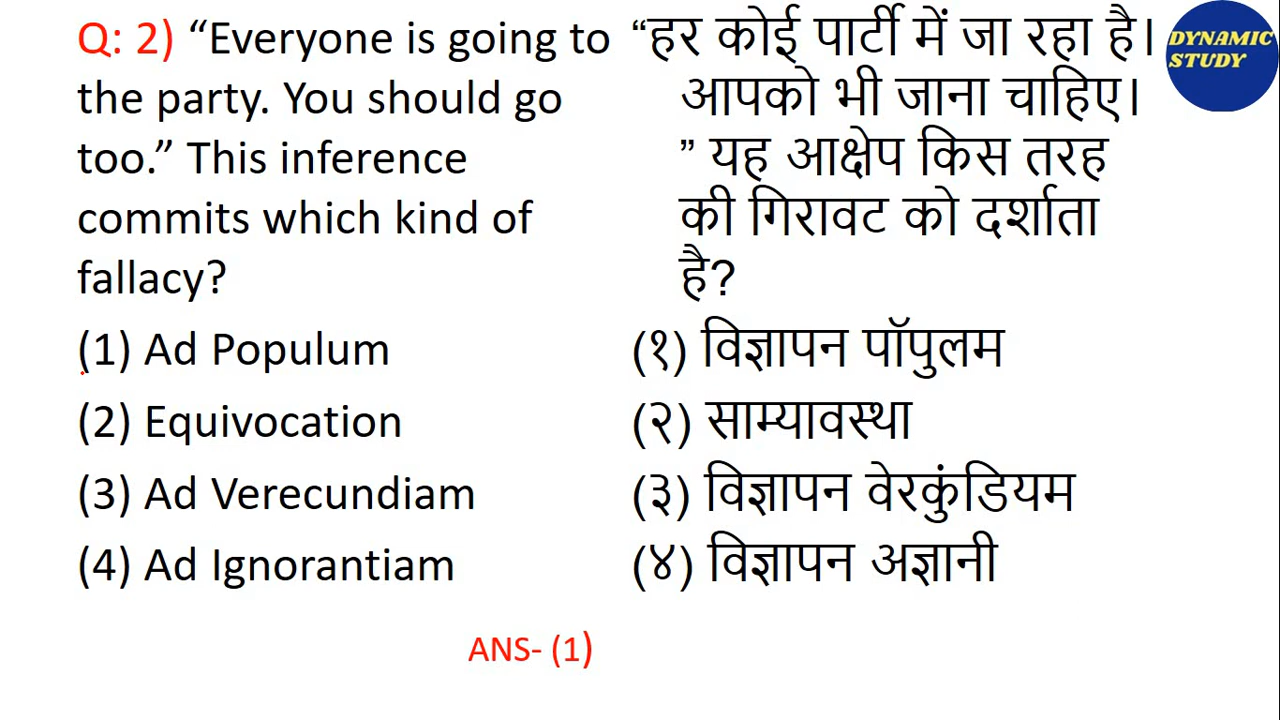 Q: 2) “Everyone is going to
the party. You should go
too.” This inference
commits which kind of
fallacy?
(1) Ad Populum
(2) Equivocation
(3) Ad Verecundiam
(4) Ad Ignorantiam
“हर कोई पार्टी में जा रहा है।
आपको भी जाना चाहिए।
” यह आक्षेप किस तरह
की गिरावट को दर्शाता
है?
(१) विज्ञापन पॉपुलम
(२) साम्यावस्था
(३) विज्ञापन वेरकुंडियम
(४) विज्ञापन अज्ञानी
ANS- (1)
DYNAMIC
STUDY